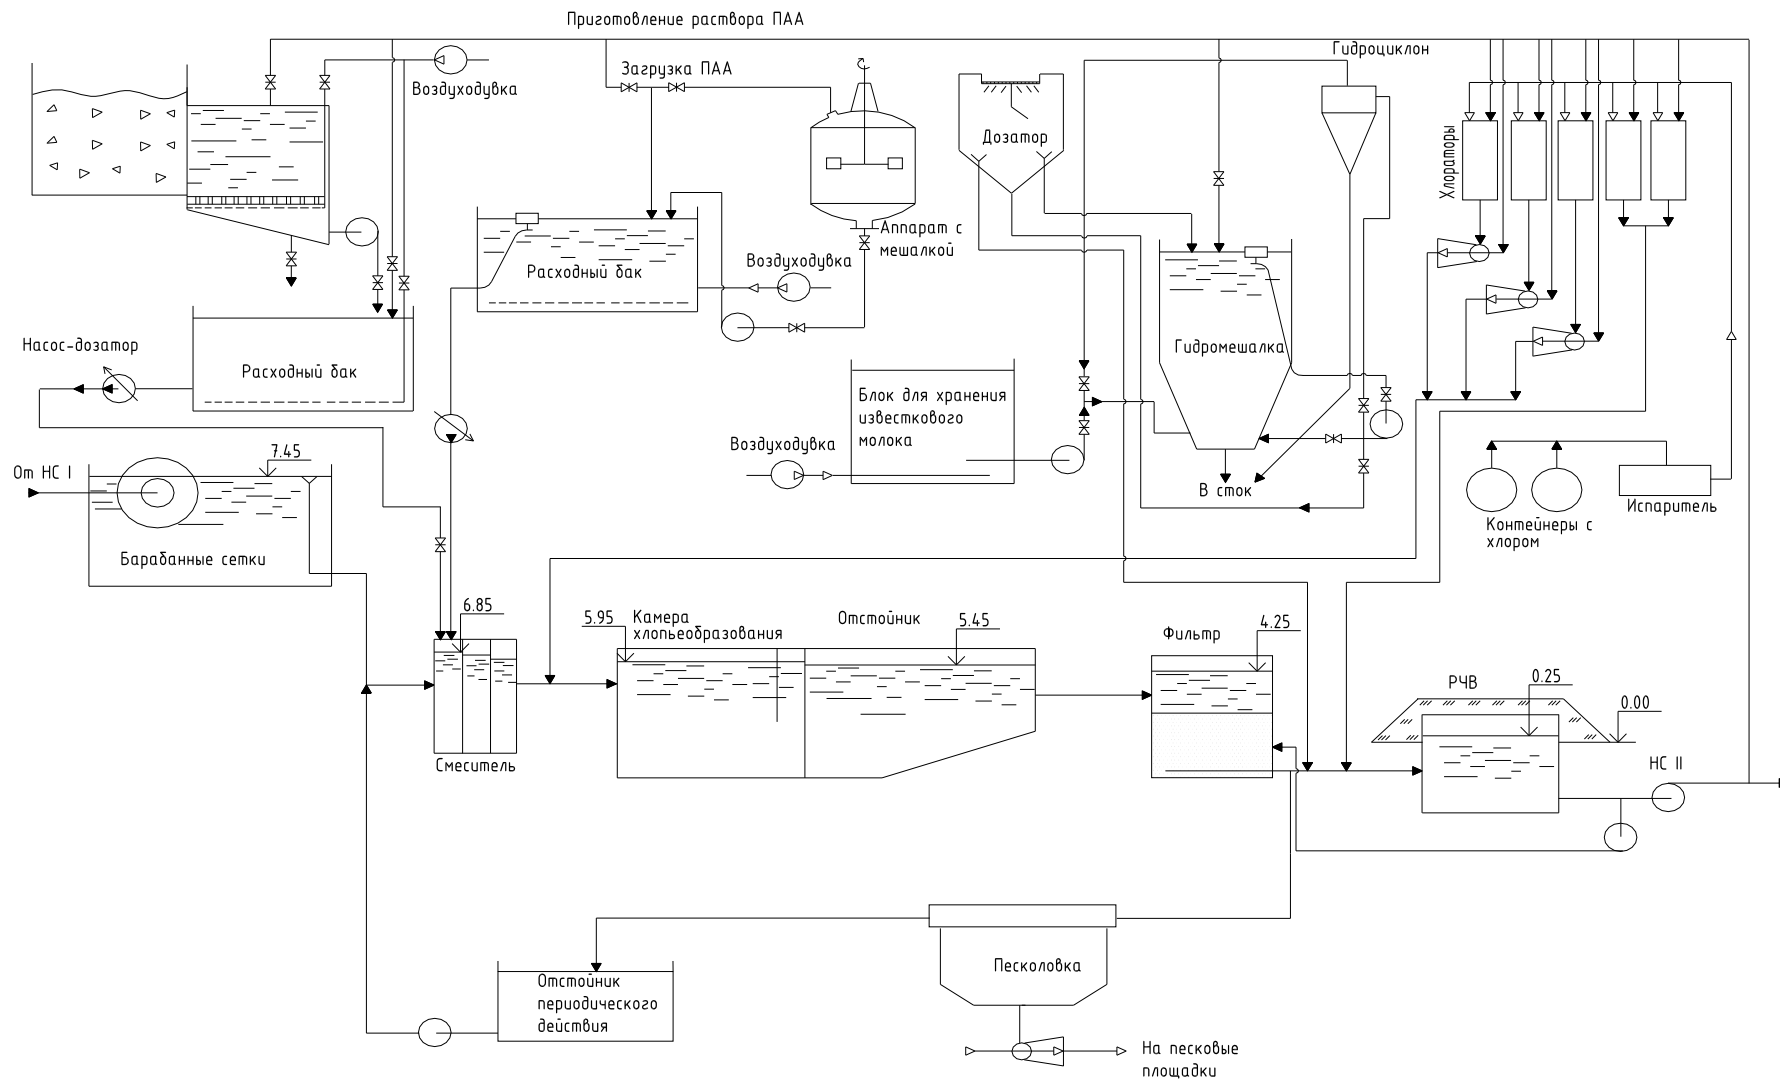 Приготовление раствора ПАА
Гидроциклон
Загрузка ПАА
Воздуходувка
Дозатор
Хлораторы
Аппарат с
мешалкой
Воздуходувка
Расходный бак
Насос-дозатор
Расходный бак
Гидромешалка
Блок для хранения
известкового
молока
Воздуходувка
7.45
От НС I
В сток
Испаритель
Контейнеры с
хлором
Барабанные сетки
6.85
5.95
Камера
хлопьеобразования
Отстойник
5.45
Фильтр
4.25
РЧВ
0.25
0.00
Смеситель
НС II
Песколовка
Отстойник
периодического
действия
На песковые
площадки